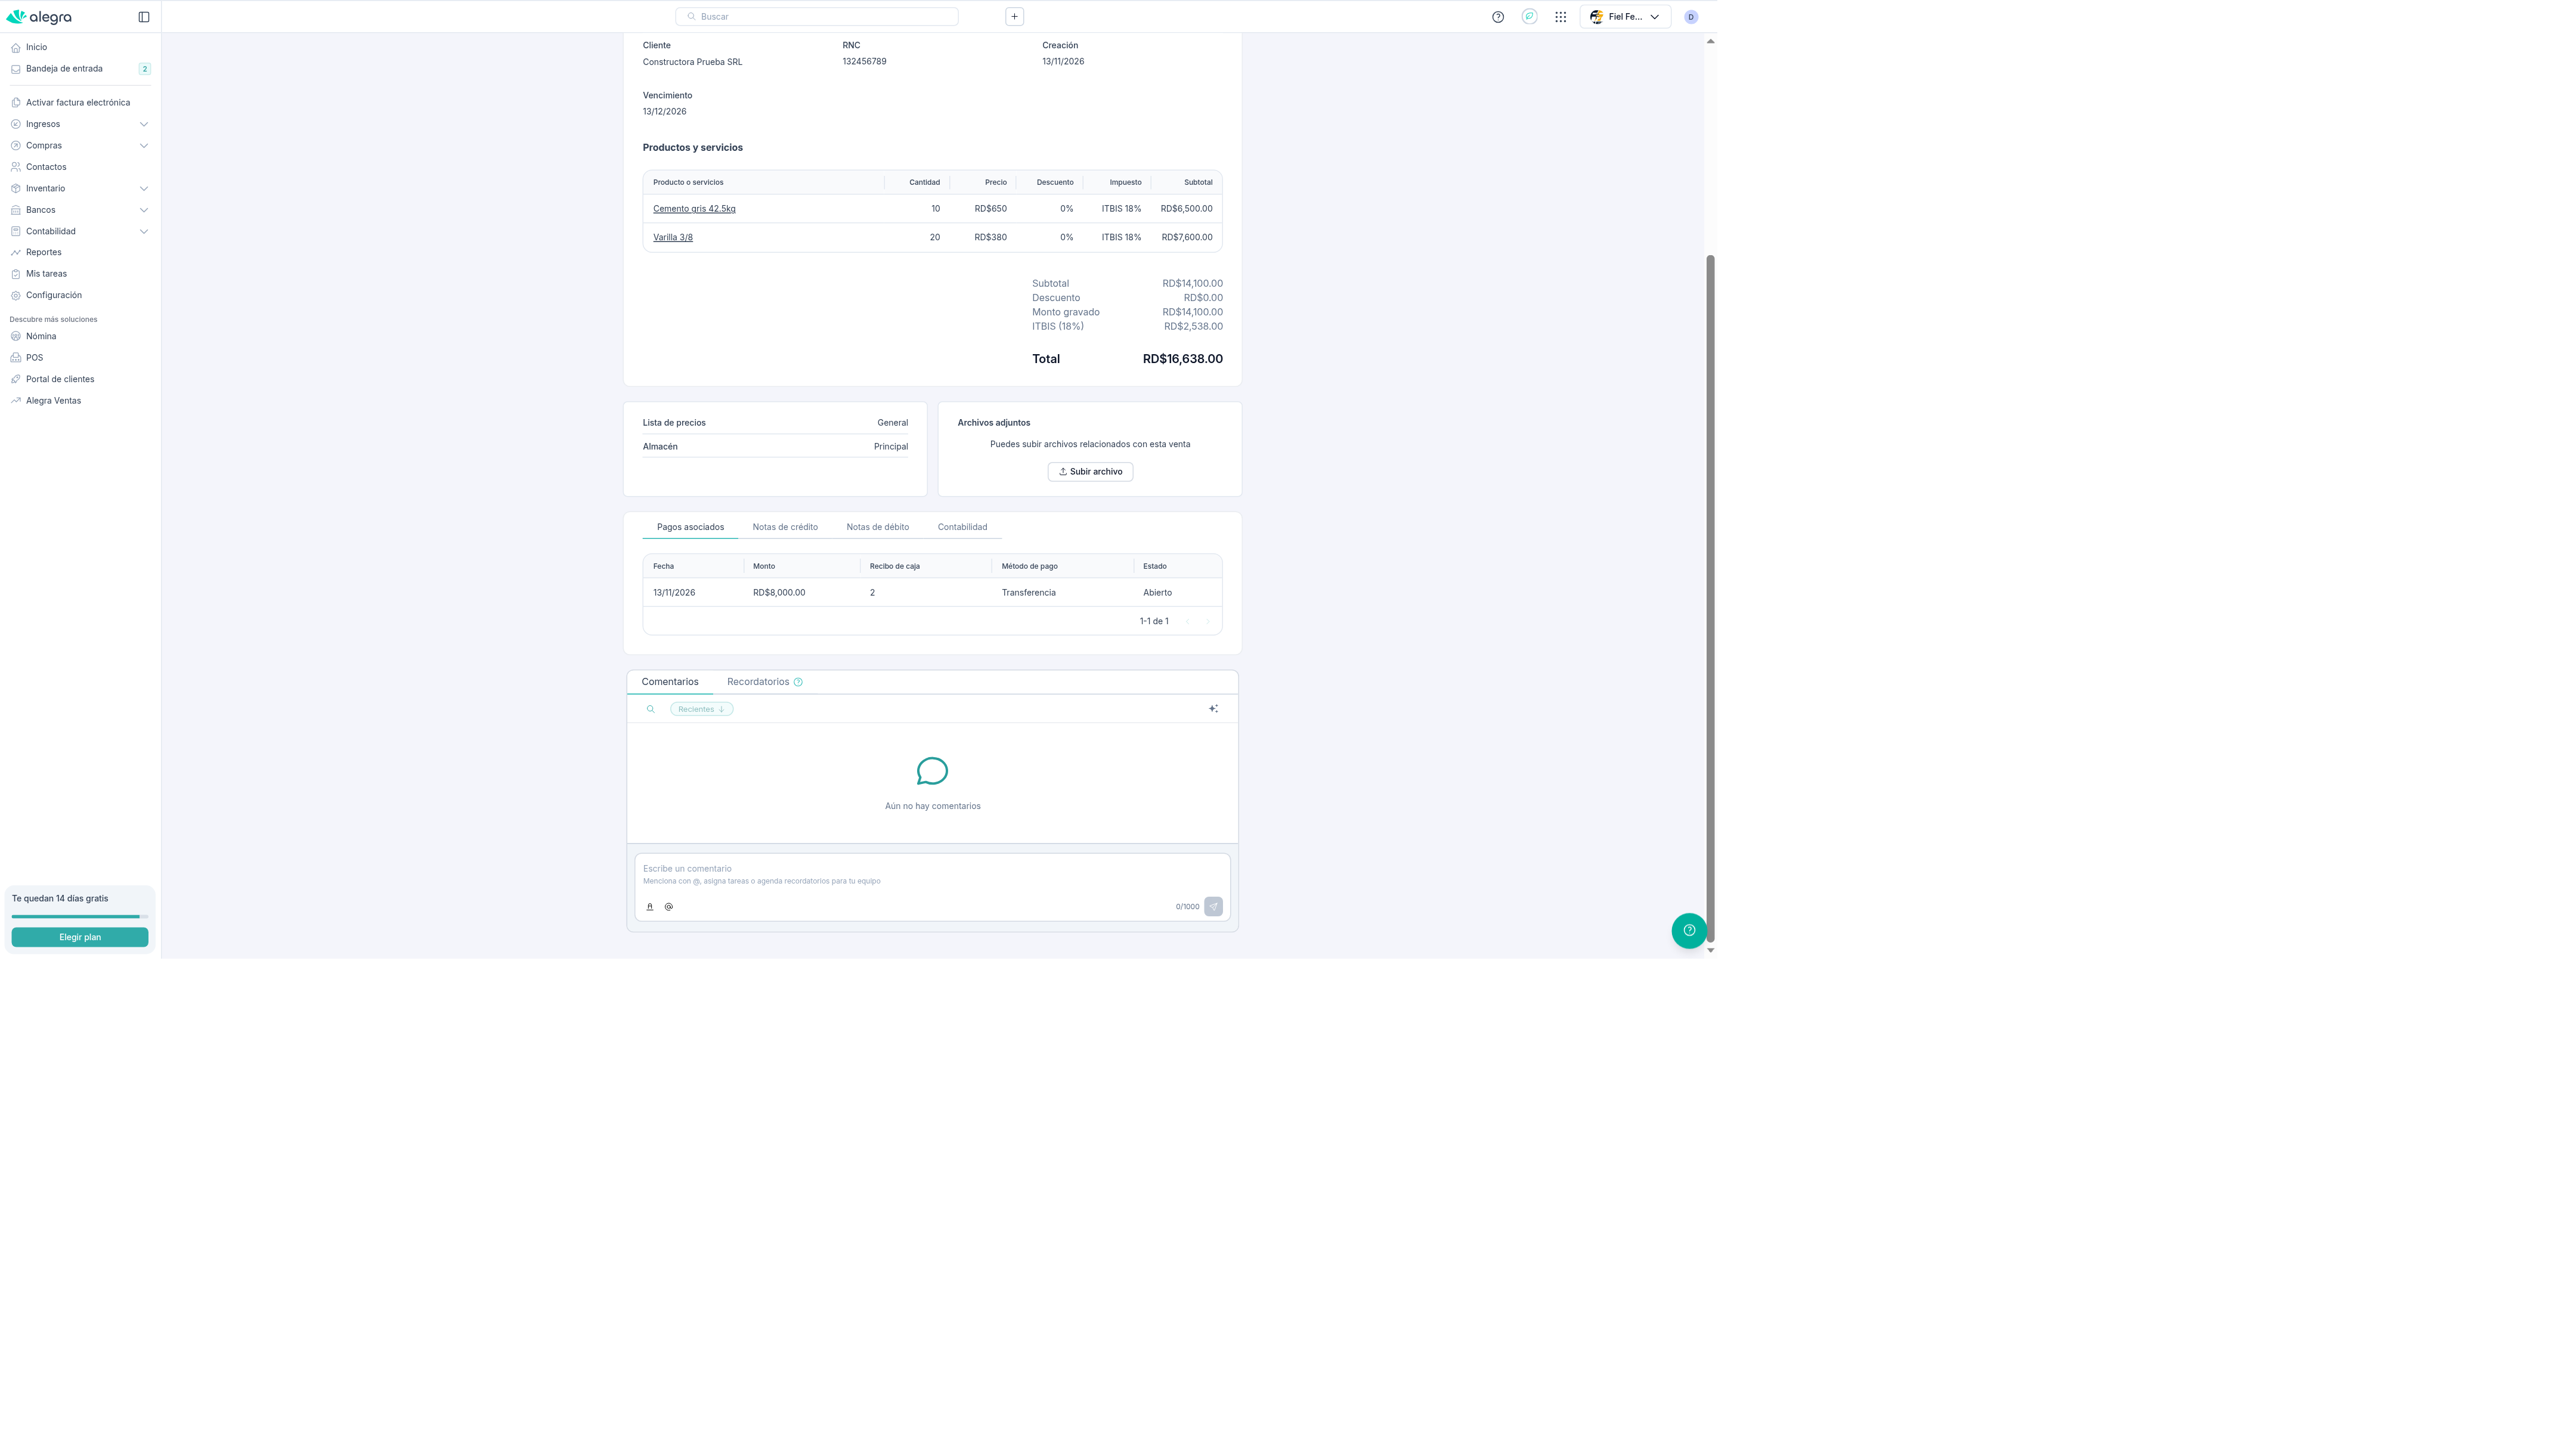 alegra
Buscar
Fiel Fe...
D
Inicio
Bandeja de entrada 2
Activar factura electrónica
Ingresos
Compras
Contactos
Inventario
Bancos
Contabilidad
Reportes
Mis tareas
Configuración
Descubre más soluciones
Nómina
POS
Portal de clientes
Alegra Ventas
Te quedan 14 días gratis
Elegir plan
Cliente RNC Creación
Constructora Prueba SRL 132456789 13/11/2026
Vencimiento
13/12/2026
Productos y servicios
Producto o servicios Cantidad Precio Descuento Impuesto Subtotal
Cemento gris 42.5kg 10 RD$650 0% ITBIS 18% RD$6,500.00
Varilla 3/8 20 RD$380 0% ITBIS 18% RD$7,600.00
Subtotal RD$14,100.00
Descuento RD$0.00
Monto gravado RD$14,100.00
ITBIS (18%) RD$2,538.00
Total RD$16,638.00
Lista de precios General
Almacén Principal
Archivos adjuntos
Puedes subir archivos relacionados con esta venta
Subir archivo
Pagos asociados Notas de crédito Notas de débito Contabilidad
Fecha Monto Recibo de caja Método de pago Estado
13/11/2026 RD$8,000.00 2 Transferencia Abierto
1-1 de 1
Comentarios Recordatorios
Recientes
Aún no hay comentarios
Escribe un comentario
Menciona con @, asigna tareas o agenda recordatorios para tu equipo
0/1000